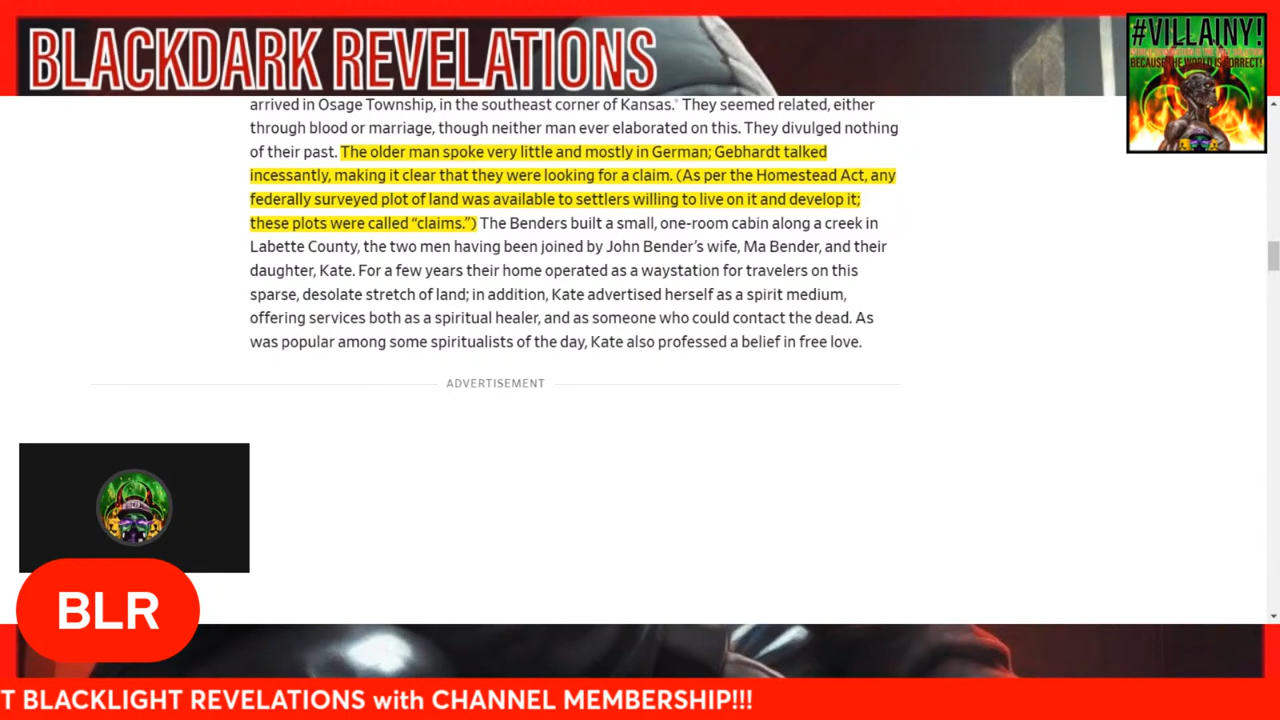 BLACKDARK REVELATIONS
#VILLAINY!
BECAUSE THE WORLD IS CORRECT!
arrived in Osage Township, in the southeast corner of Kansas.* They seemed related, either
through blood or marriage, though neither man ever elaborated on this. They divulged nothing
of their past. The older man spoke very little and mostly in German; Gebhardt talked
incessantly, making it clear that they were looking for a claim. (As per the Homestead Act, any
federally surveyed plot of land was available to settlers willing to live on it and develop it;
these plots were called “claims.”) The Benders built a small, one-room cabin along a creek in
Labette County, the two men having been joined by John Bender’s wife, Ma Bender, and their
daughter, Kate. For a few years their home operated as a waystation for travelers on this
sparse, desolate stretch of land; in addition, Kate advertised herself as a spirit medium,
offering services both as a spiritual healer, and as someone who could contact the dead. As
was popular among some spiritualists of the day, Kate also professed a belief in free love.
ADVERTISEMENT
BLR
T BLACKLIGHT REVELATIONS with CHANNEL MEMBERSHIP!!!